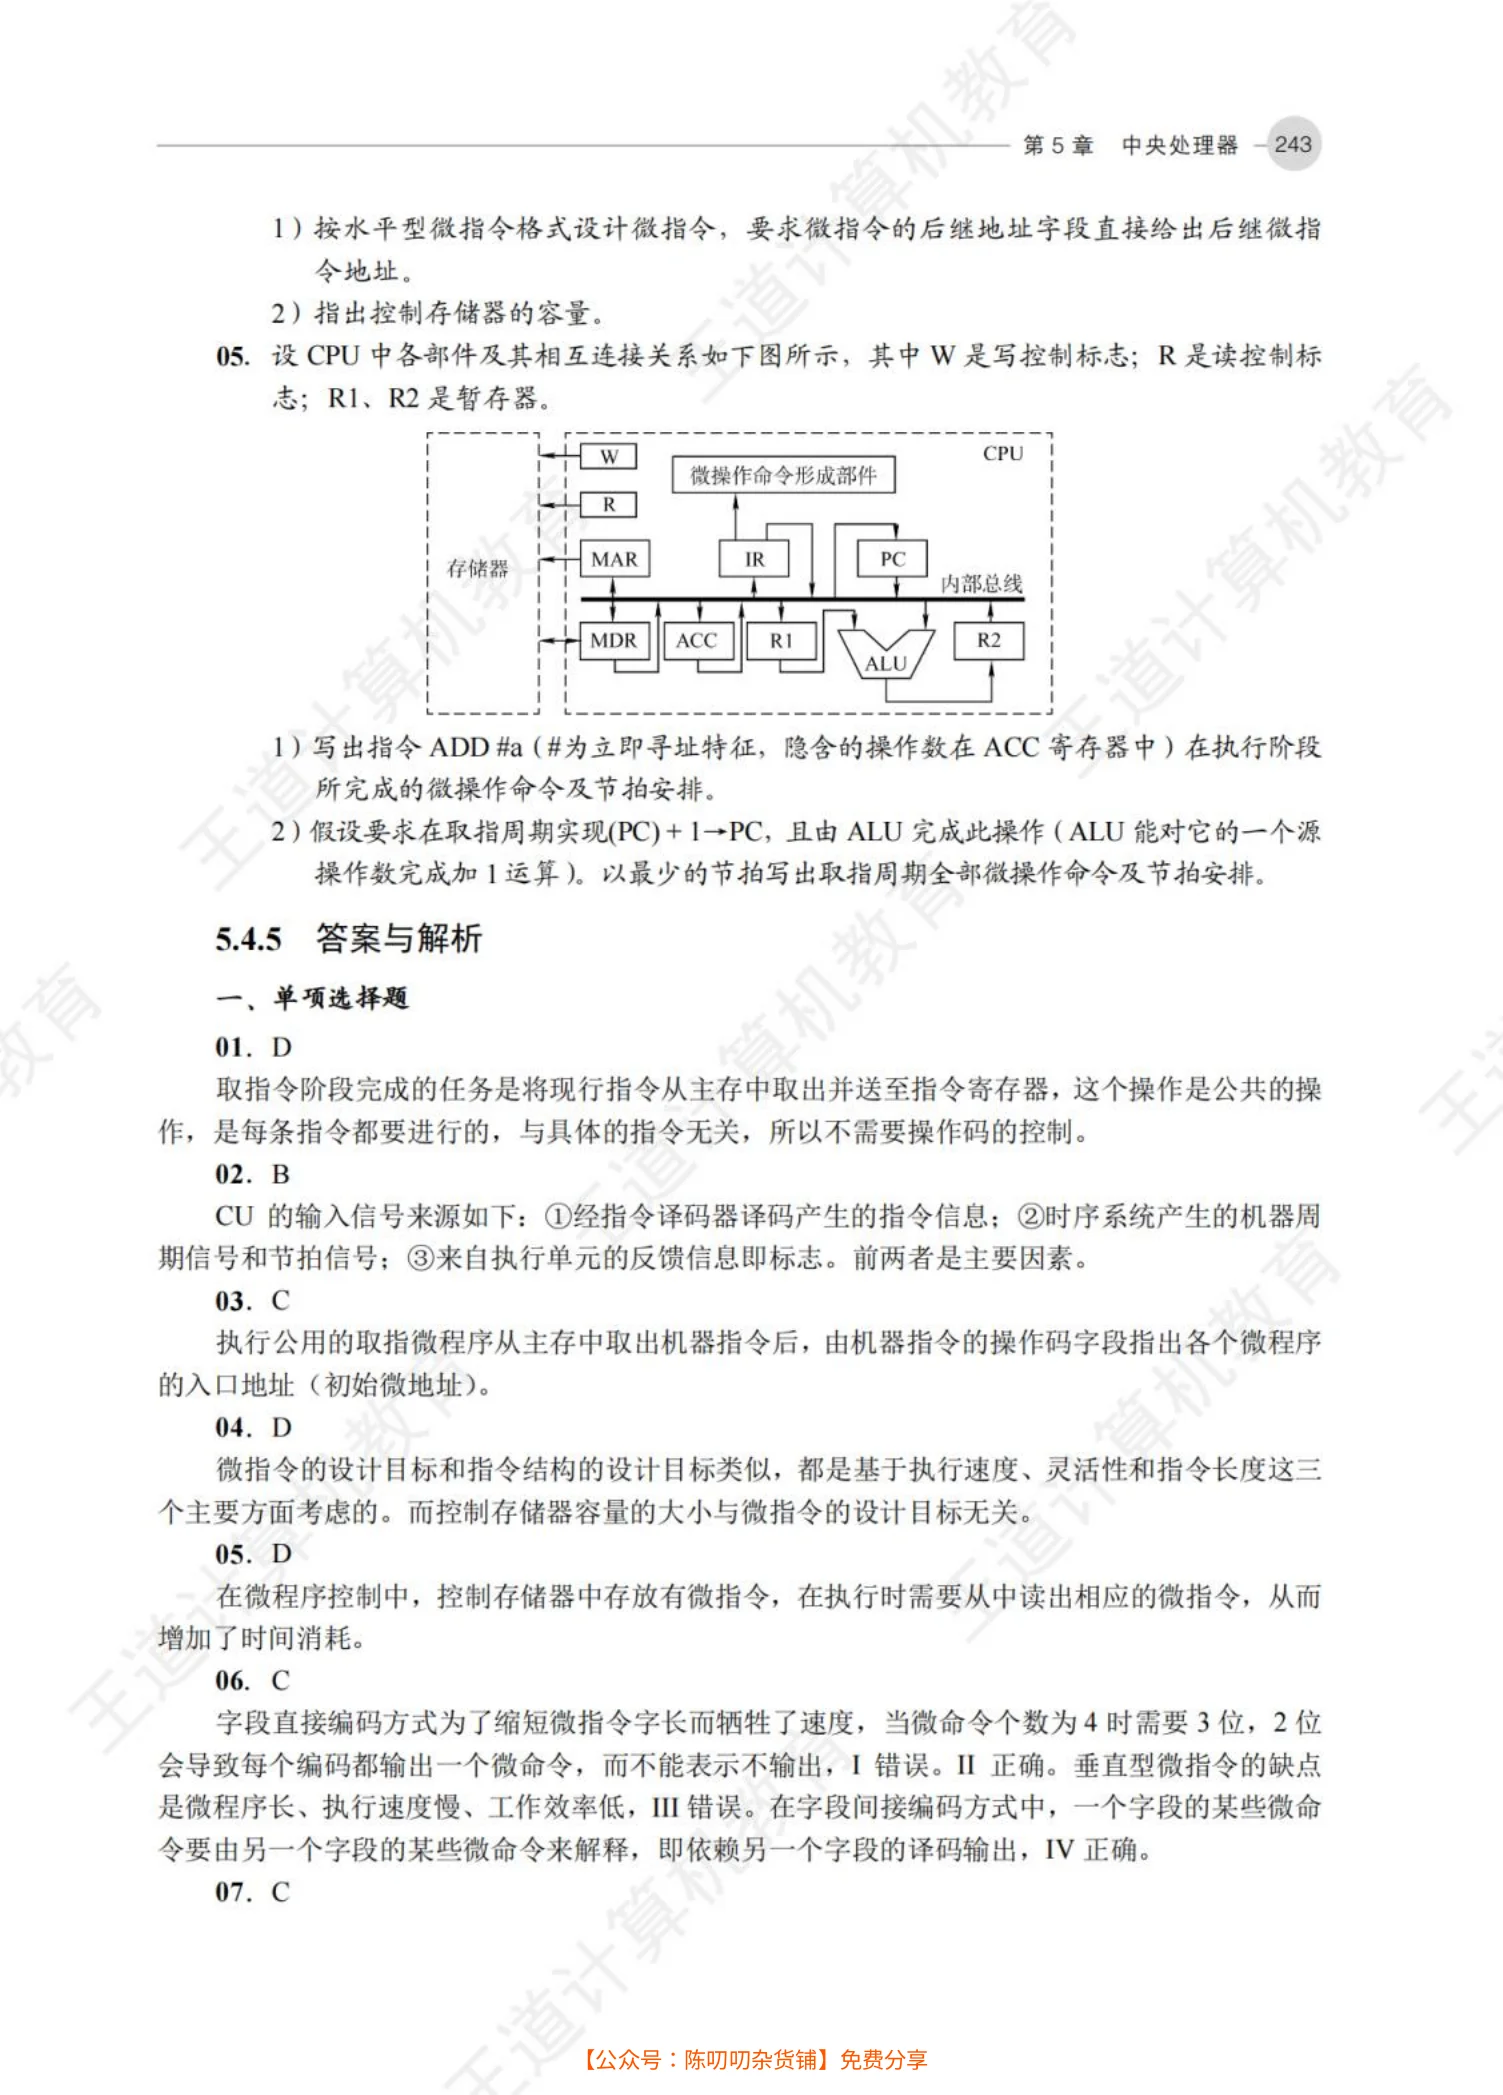 第 5 章 中央处理器 243
1）按水平型微指令格式设计微指令，要求微指令的后继地址字段直接给出后继微指
令地址。
2）指出控制存储器的容量。
05. 设 CPU 中各部件及其相互连接关系如下图所示，其中 W 是写控制标志；R 是读控制标
志；R1、R2 是暂存器。
W
CPU
微操作命令形成部件
R
存储器
MAR
IR
PC
内部总线
MDR
ACC
R1
ALU
R2
1）写出指令 ADD #a（#为立即寻址特征，隐含的操作数在 ACC 寄存器中）在执行阶段
所完成的微操作命令及节拍安排。
2）假设要求在取指周期实现(PC) + 1→PC，且由 ALU 完成此操作（ALU 能对它的一个源
操作数完成加 1 运算）。以最少的节拍写出取指周期全部微操作命令及节拍安排。
5.4.5 答案与解析
一、单项选择题
01. D
取指令阶段完成的任务是将现行指令从主存中取出并送至指令寄存器，这个操作是公共的操
作，是每条指令都要进行的，与具体的指令无关，所以不需要操作码的控制。
02. B
CU 的输入信号来源如下：①经指令译码器译码产生的指令信息；②时序系统产生的机器周
期信号和节拍信号；③来自执行单元的反馈信息即标志。前两者是主要因素。
03. C
执行公用的取指微程序从主存中取出机器指令后，由机器指令的操作码字段指出各个微程序
的入口地址（初始微地址）。
04. D
微指令的设计目标和指令结构的设计目标类似，都是基于执行速度、灵活性和指令长度这三
个主要方面考虑的。而控制存储器容量的大小与微指令的设计目标无关。
05. D
在微程序控制中，控制存储器中存放有微指令，在执行时需要从中读出相应的微指令，从而
增加了时间消耗。
06. C
字段直接编码方式为了缩短微指令字长而牺牲了速度，当微命令个数为 4 时需要 3 位，2 位
会导致每个编码都输出一个微命令，而不能表示不输出，I 错误。II 正确。垂直型微指令的缺点
是微程序长、执行速度慢、工作效率低，III 错误。在字段间接编码方式中，一个字段的某些微命
令要由另一个字段的某些微命令来解释，即依赖另一个字段的译码输出，IV 正确。
07. C
【公众号：陈叨叨杂货铺】免费分享
王道计算机教育